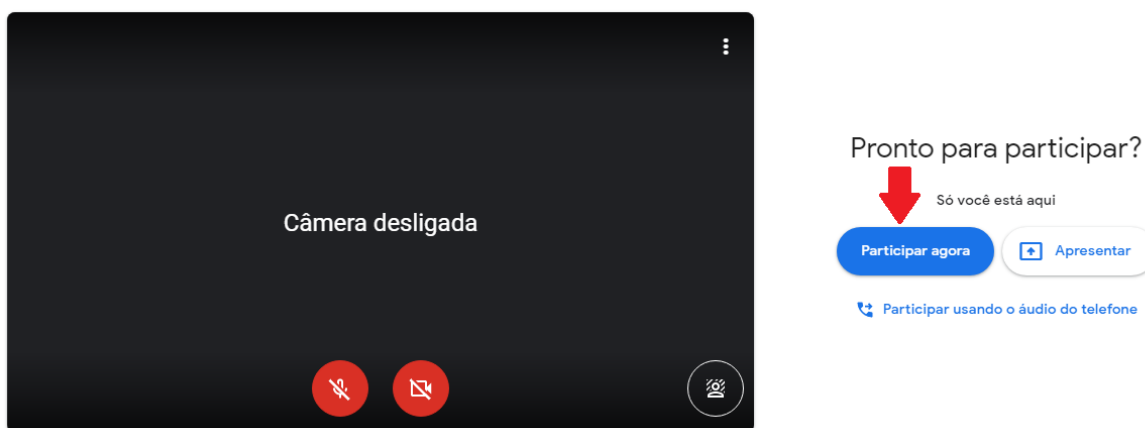 Câmera desligada
Pronto para participar?
Só você está aqui
Participar agora
Apresentar
Participar usando o áudio do telefone